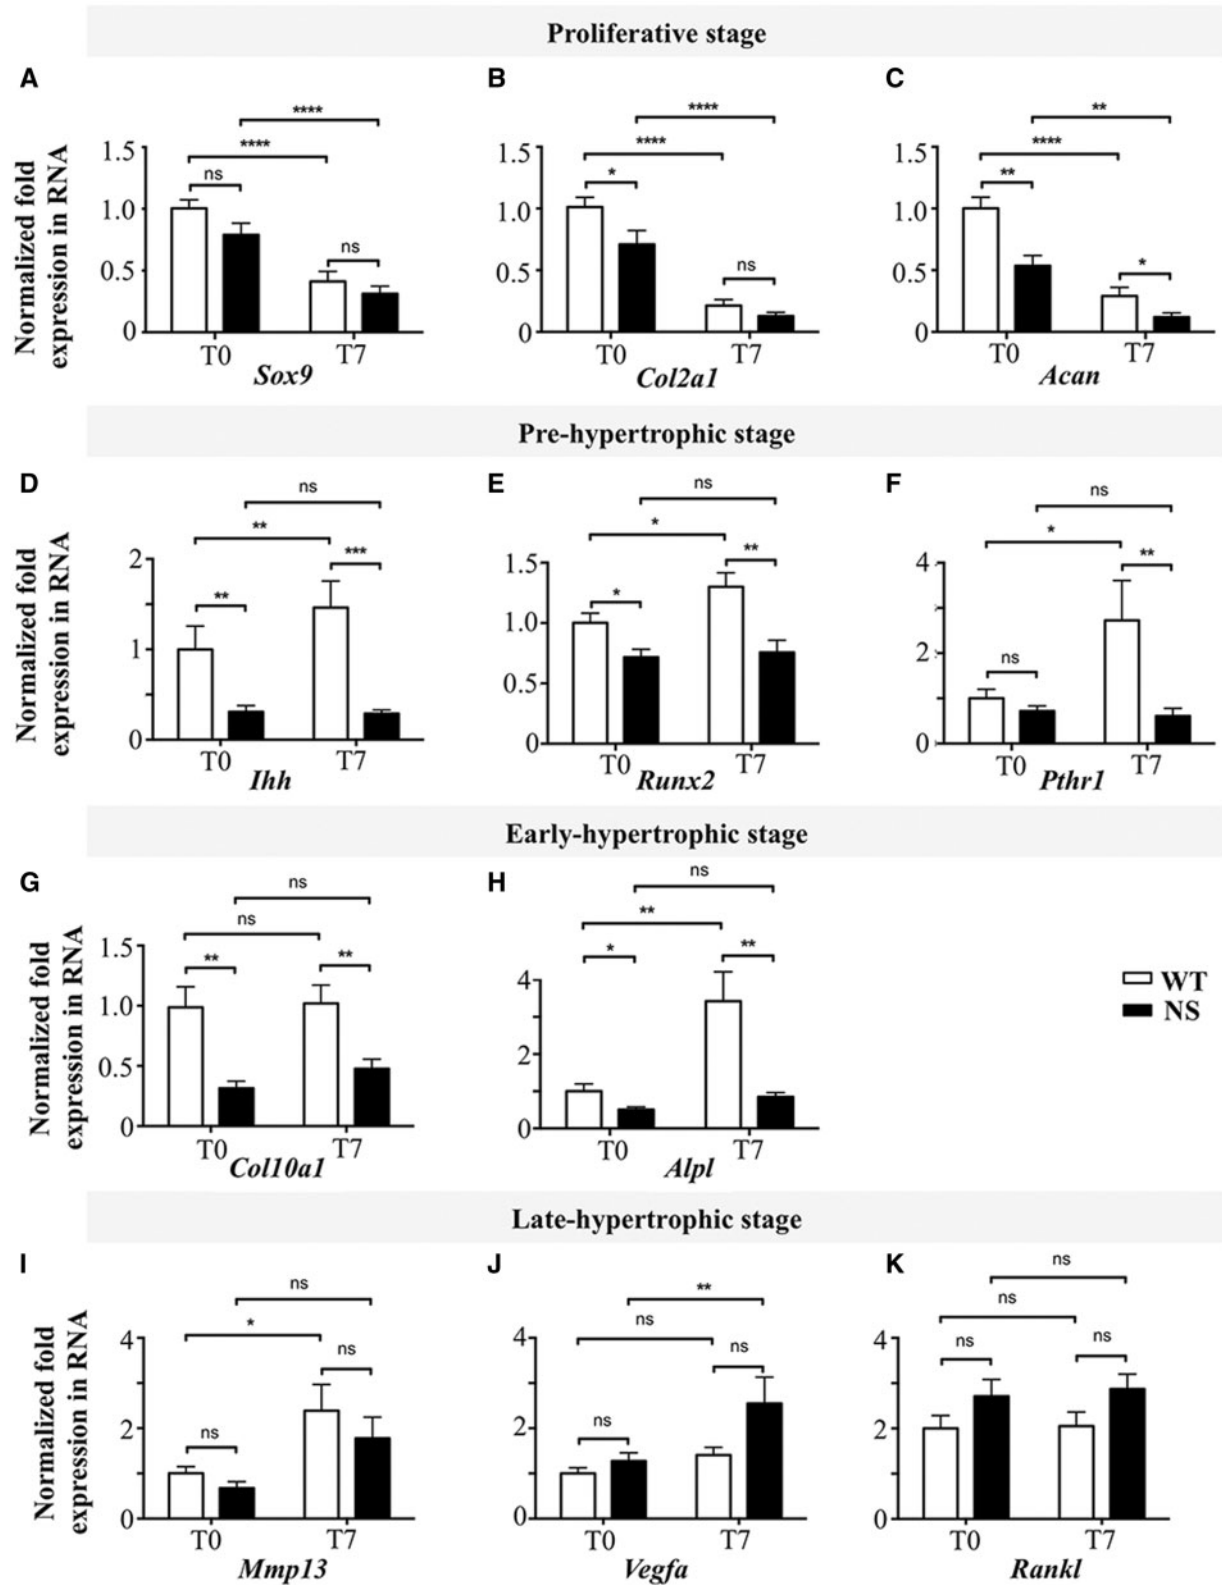 Proliferative stage
A
B
C
Normalized fold
expression in RNA
****
****
ns
ns
1.5
1.0
0.5
0
T0
T7
Sox9
****
****
*
ns
1.5
1.0
0.5
0
T0
T7
Col2a1
**
****
**
*
1.5
1.0
0.5
0
T0
T7
Acan
Pre-hypertrophic stage
D
E
F
Normalized fold
expression in RNA
ns
**
***
**
2
1
0
T0
T7
Ihh
ns
*
**
*
1.5
1.0
0.5
0
T0
T7
Runx2
ns
*
**
ns
4
2
0
T0
T7
Pthr1
Early-hypertrophic stage
G
H
Normalized fold
expression in RNA
ns
ns
**
**
1.5
1.0
0.5
0
T0
T7
Col10a1
ns
**
*
**
4
2
0
T0
T7
Alpl
WT
NS
Late-hypertrophic stage
I
J
K
Normalized fold
expression in RNA
ns
*
ns
ns
4
2
0
T0
T7
Mmp13
**
ns
ns
ns
4
2
0
T0
T7
Vegfa
ns
ns
ns
ns
4
2
0
T0
T7
Rankl